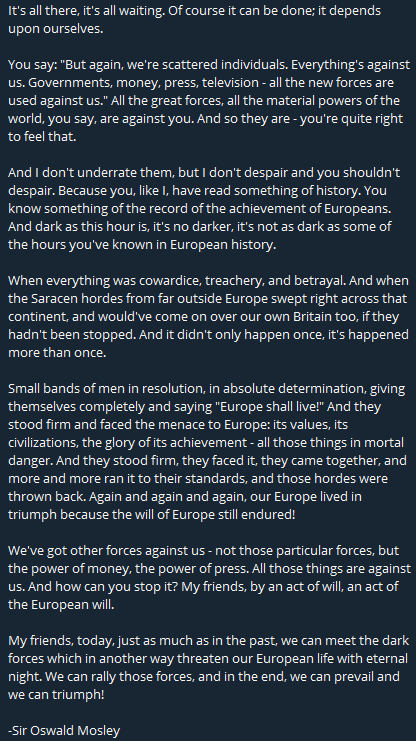 It's all there, it's all waiting. Of course it can be done; it depends
upon ourselves.
You say: "But again, we're scattered individuals. Everything's against
us. Governments, money, press, television - all the new forces are
used against us." All the great forces, all the material powers of the
world, you say, are against you. And so they are - you're quite right
to feel that.
And I don't underrate them, but I don't despair and you shouldn't
despair. Because you, like I, have read something of history. You
know something of the record of the achievement of Europeans.
And dark as this hour is, it's no darker, it's not as dark as some of
the hours you've known in European history.
When everything was cowardice, treachery, and betrayal. And when
the Saracen hordes from far outside Europe swept right across that
continent, and would've come on over our own Britain too, if they
hadn't been stopped. And it didn't only happen once, it's happened
more than once.
Small bands of men in resolution, in absolute determination, giving
themselves completely and saying "Europe shall live!" And they
stood firm and faced the menace to Europe: its values, its
civilizations, the glory of its achievement - all those things in mortal
danger. And they stood firm, they faced it, they came together, and
more and more ran it to their standards, and those hordes were
thrown back. Again and again and again, our Europe lived in
triumph because the will of Europe still endured!
We've got other forces against us - not those particular forces, but
the power of money, the power of press. All those things are against
us. And how can you stop it? My friends, by an act of will, an act of
the European will.
My friends, today, just as much as in the past, we can meet the dark
forces which in another way threaten our European life with eternal
night. We can rally those forces, and in the end, we can prevail and
we can triumph!
-Sir Oswald Mosley